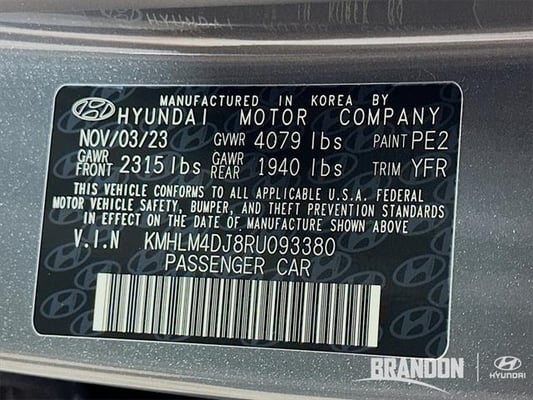 MANUFACTURED IN KOREA BY
HYUNDAI MOTOR COMPANY
NOV/03/23 GVWR 4079 lbs PAINT PE2
GAWR FRONT 2315 lbs GAWR REAR 1940 lbs TRIM YFR
THIS VEHICLE CONFORMS TO ALL APPLICABLE U.S.A. FEDERAL
MOTOR VEHICLE SAFETY, BUMPER, AND THEFT PREVENTION STANDARDS
IN EFFECT ON THE DATE OF MANUFACTURE SHOWN ABOVE.
V.I.N KMHLM4DJ8RU093380
PASSENGER CAR
BRANDON HYUNDAI